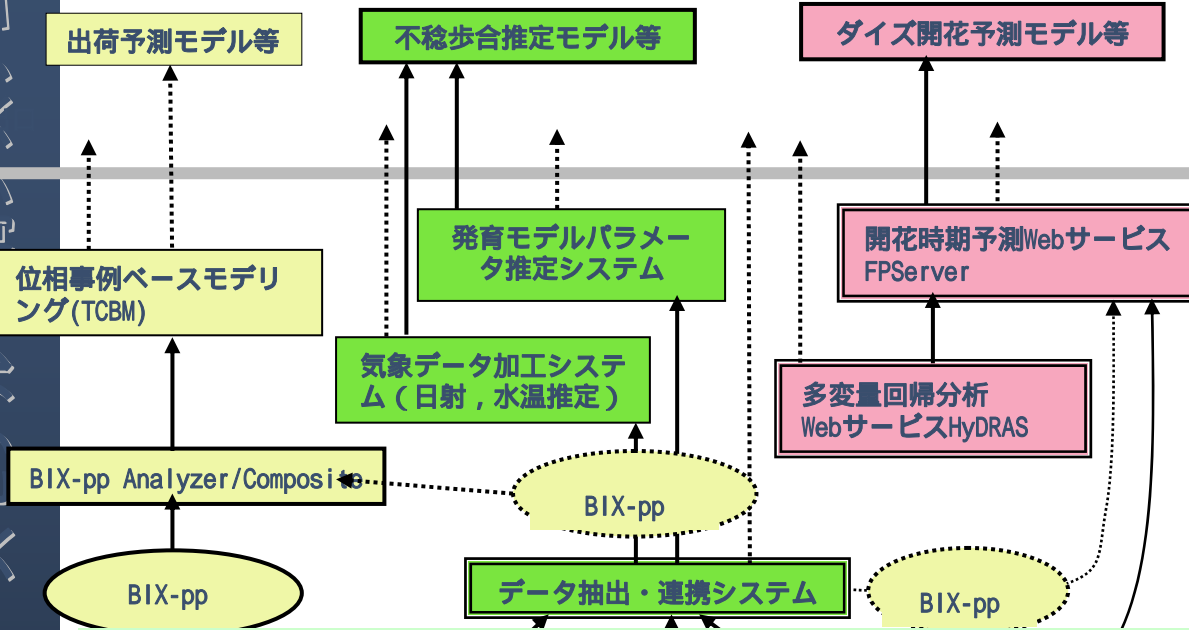 出荷予測モデル等
不稔歩合推定モデル等
ダイズ開花予測モデル等
発育モデルパラメー
タ推定システム
開花時期予測Webサービス
FPServer
位相事例ベースモデリ
ング(TCBM)
気象データ加工システ
ム(日射,水温推定)
多変量回帰分析
WebサービスHyDRAS
BIX-pp Analyzer/Composite
BIX-pp
データ抽出・連携システム
BIX-pp
BIX-pp